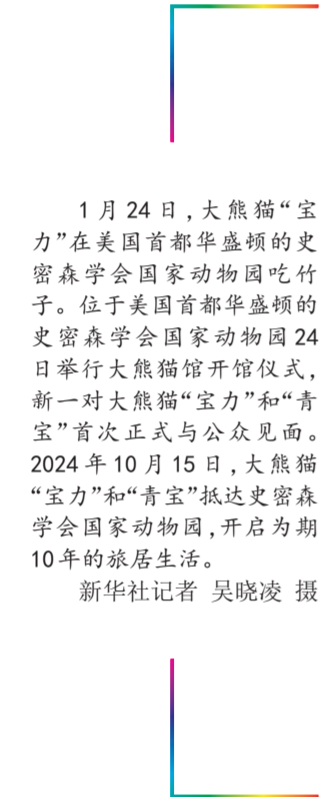 1月24日,大熊猫“宝
力”在美国首都华盛顿的史
密森学会国家动物园吃竹
子。位于美国首都华盛顿的
史密森学会国家动物园24
日举行大熊猫馆开馆仪式,
新一对大熊猫“宝力”和“青
宝”首次正式与公众见面。
2024年10月15日,大熊猫
“宝力”和“青宝”抵达史密森
学会国家动物园,开启为期
10年的旅居生活。
新华社记者 吴晓凌 摄